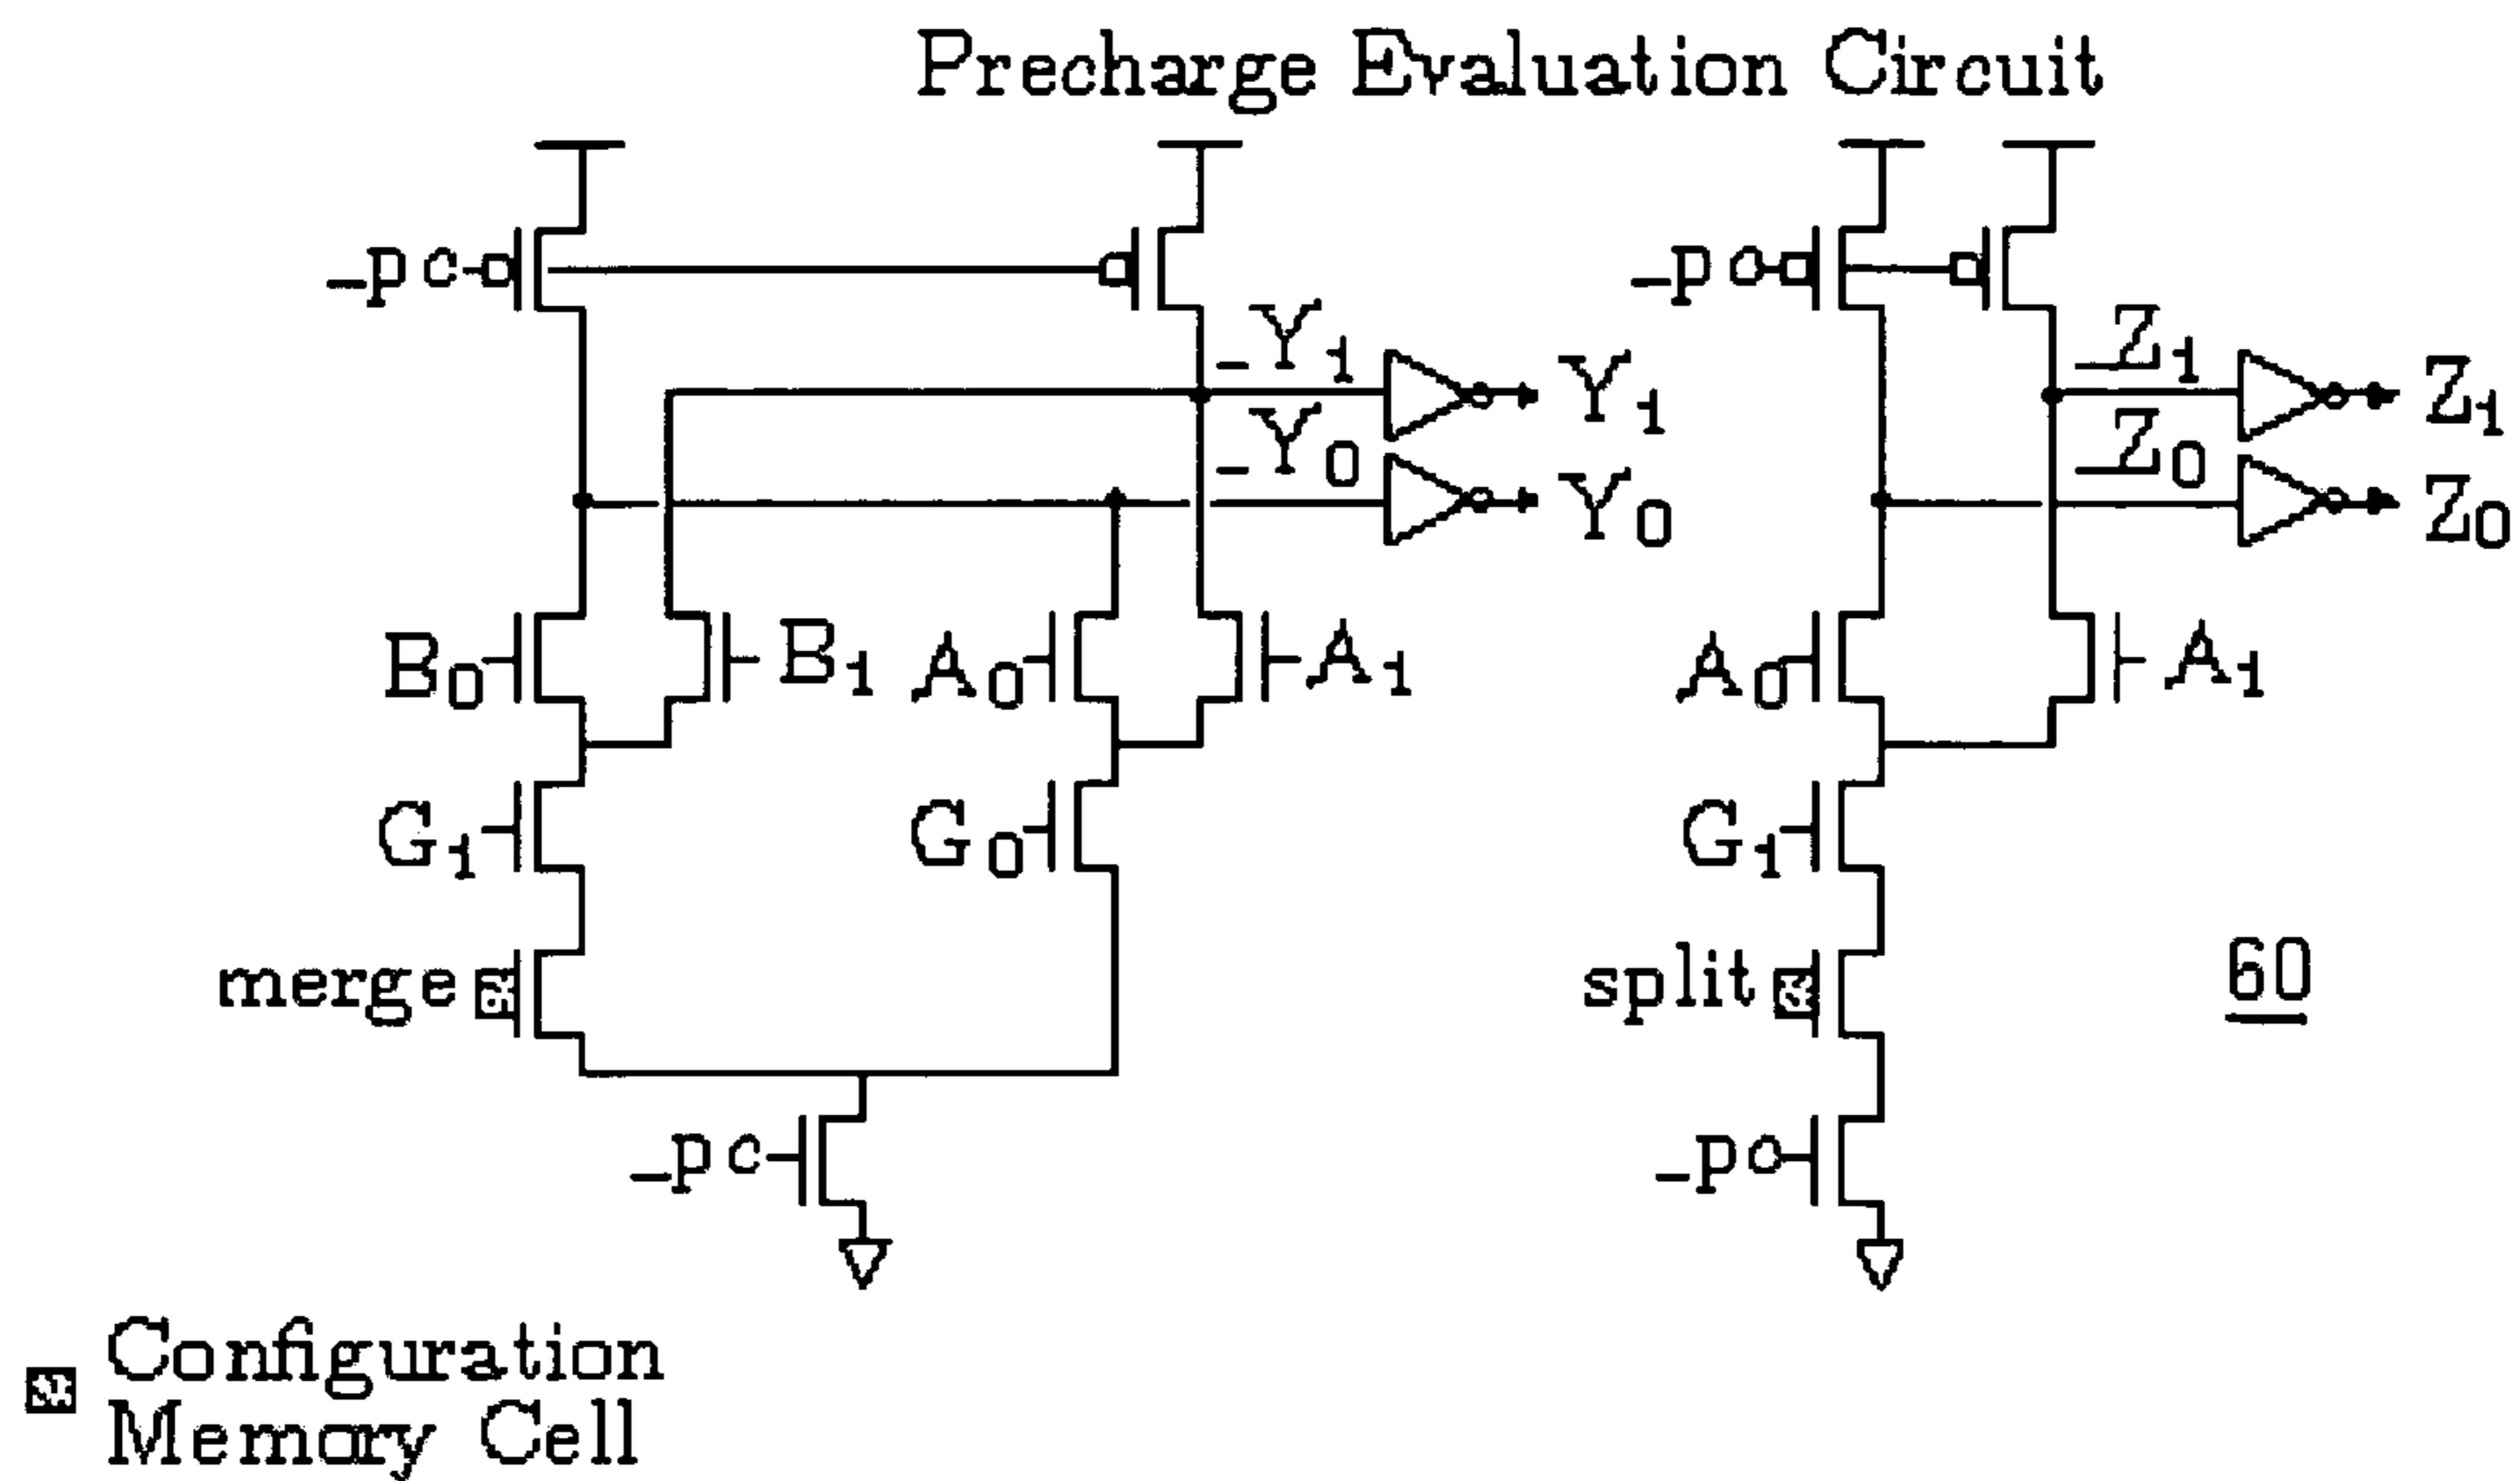 Precharge Evaluation Circuit
_pc
_pc
_Y1
Y1
_Y0
Y0
_Z1
Z1
_Z0
Z0
B0
B1
A0
A1
A0
A1
G1
G0
G1
merge
split
60
_pc
_pc
Configuration
Memory Cell